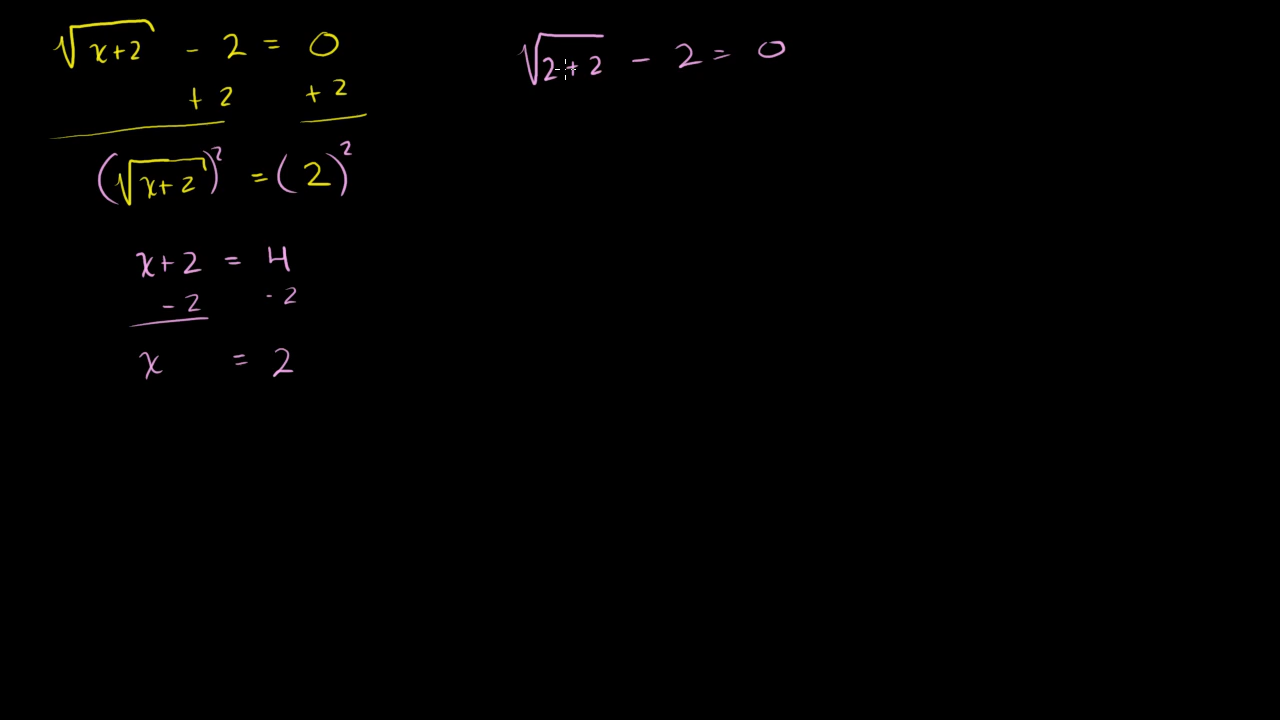 √(x+2) - 2 = 0
+ 2 + 2
(√(x+2))² = (2)²
x+2 = 4
- 2 - 2
x = 2
√(2+2) - 2 = 0